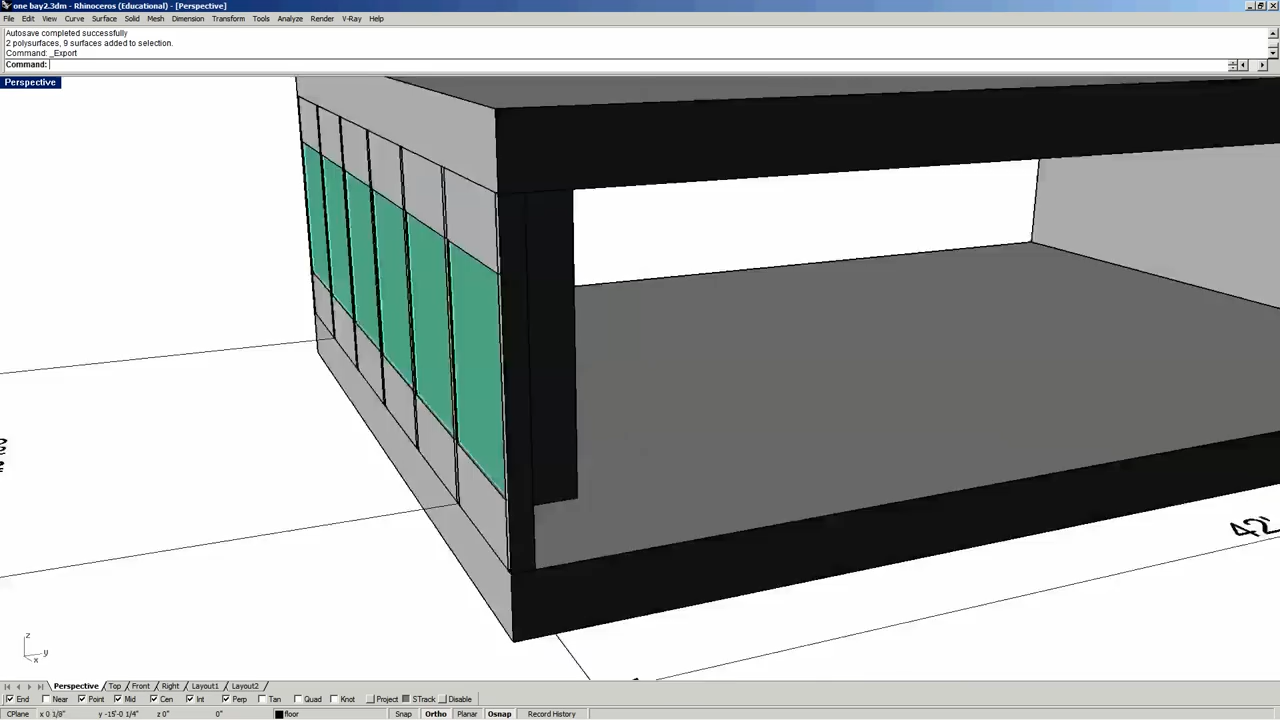 one bay2.3dm - Rhinoceros (Educational) - [Perspective]
File Edit View Curve Surface Solid Mesh Dimension Transform Tools Analyze Render V-Ray Help
Autosave completed successfully
2 polysurfaces, 9 surfaces added to selection.
Command: _Export
Command:
Perspective
42'
z
y
x
Perspective Top Front Right Layout1 Layout2
End Near Point Mid Cen Int Perp Tan Quad Knot Project STrack Disable
CPlane x 0 1/8" y -15'-0 1/4" z 0" 0" floor Snap Ortho Planar Osnap Record History